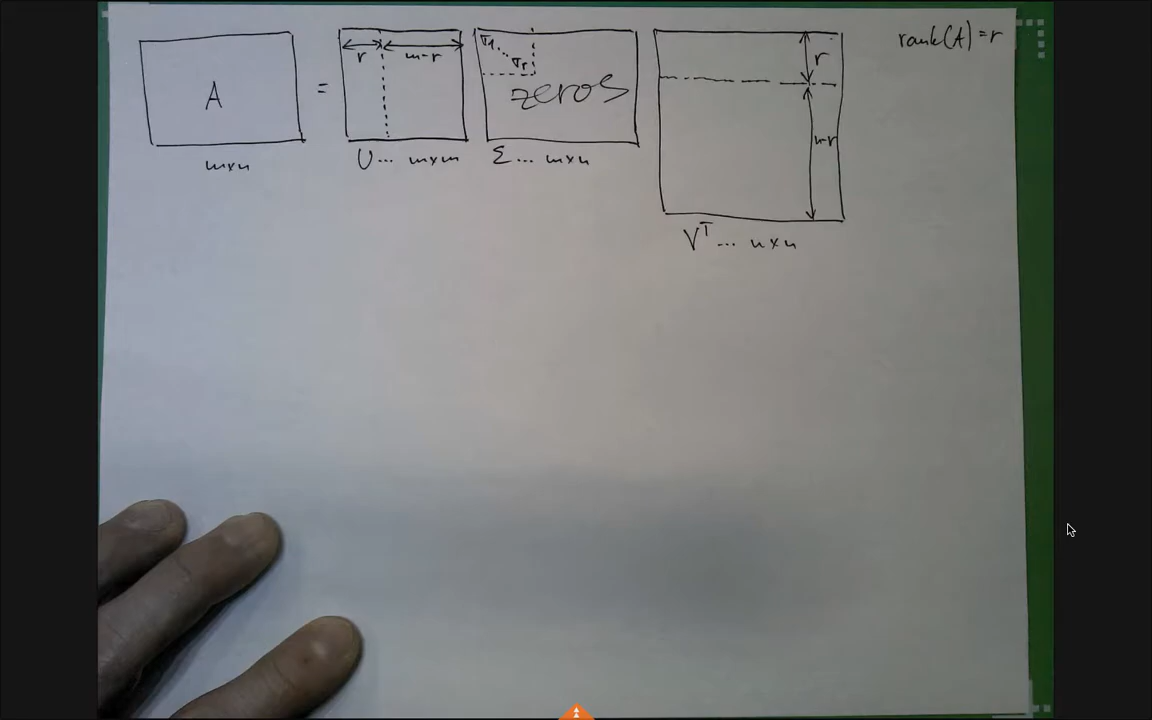 rank(A)=r
r
m-r
σ1
σr
r
A
=
zeros
n-r
m×n
U... m×m
Σ... m×n
V^T... n×n